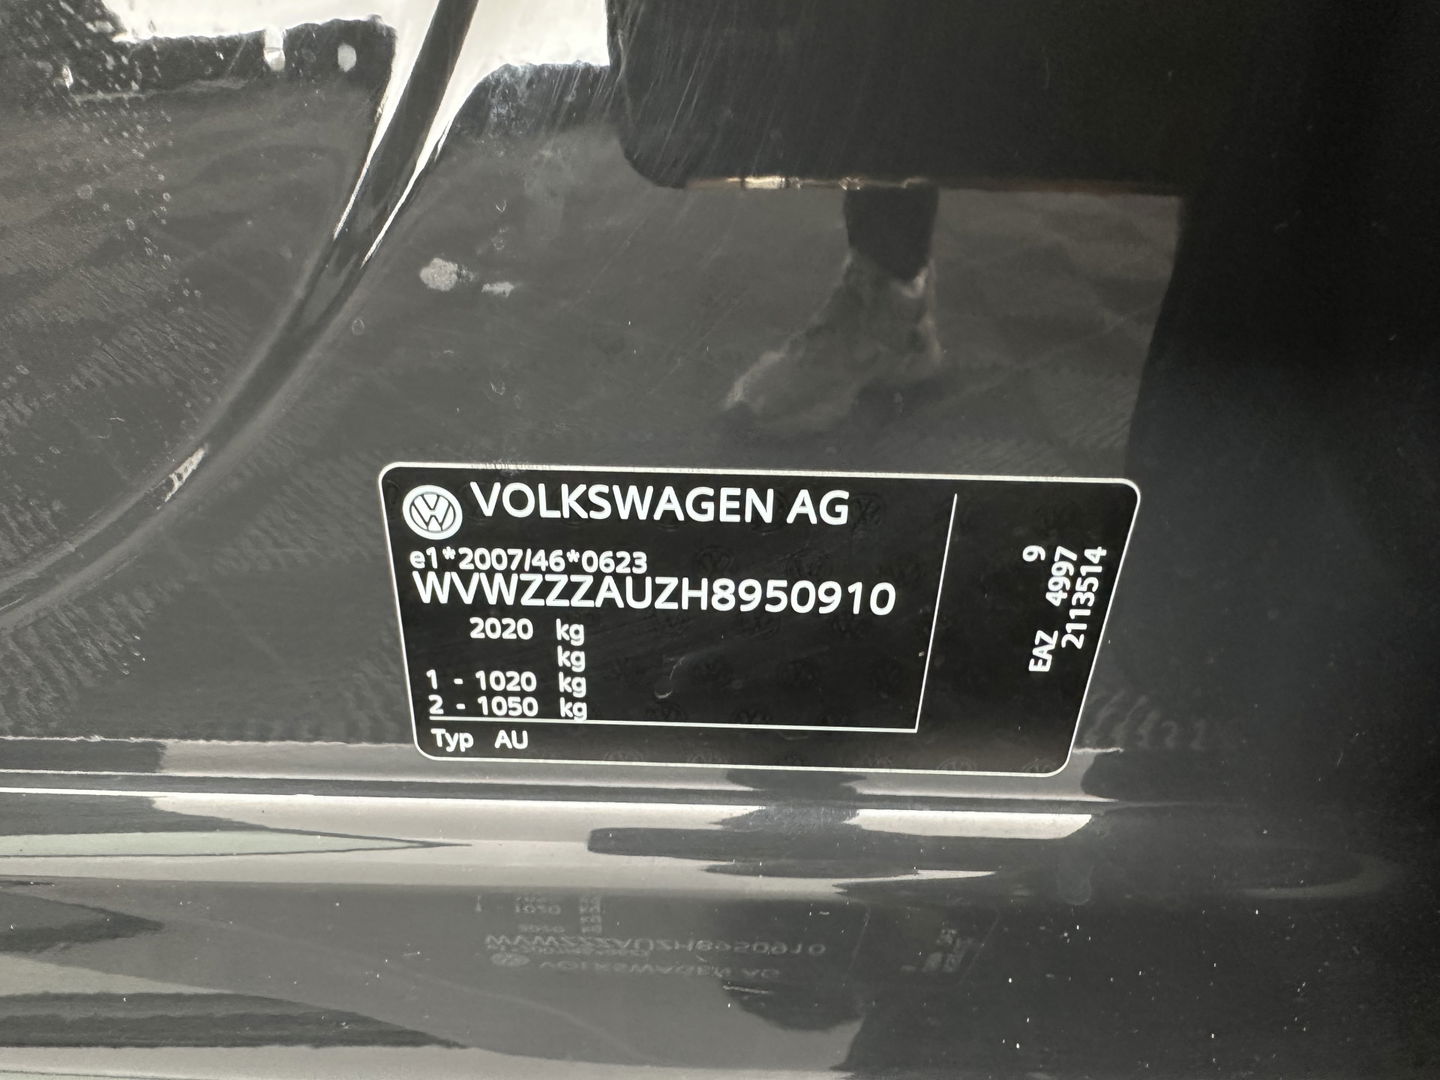 VOLKSWAGEN AG
e1*2007/46*0623
WVWZZZAUZH8950910
2020 kg
kg
1 - 1020 kg
2 - 1050 kg
Typ AU
9
EAZ 4997
2113514